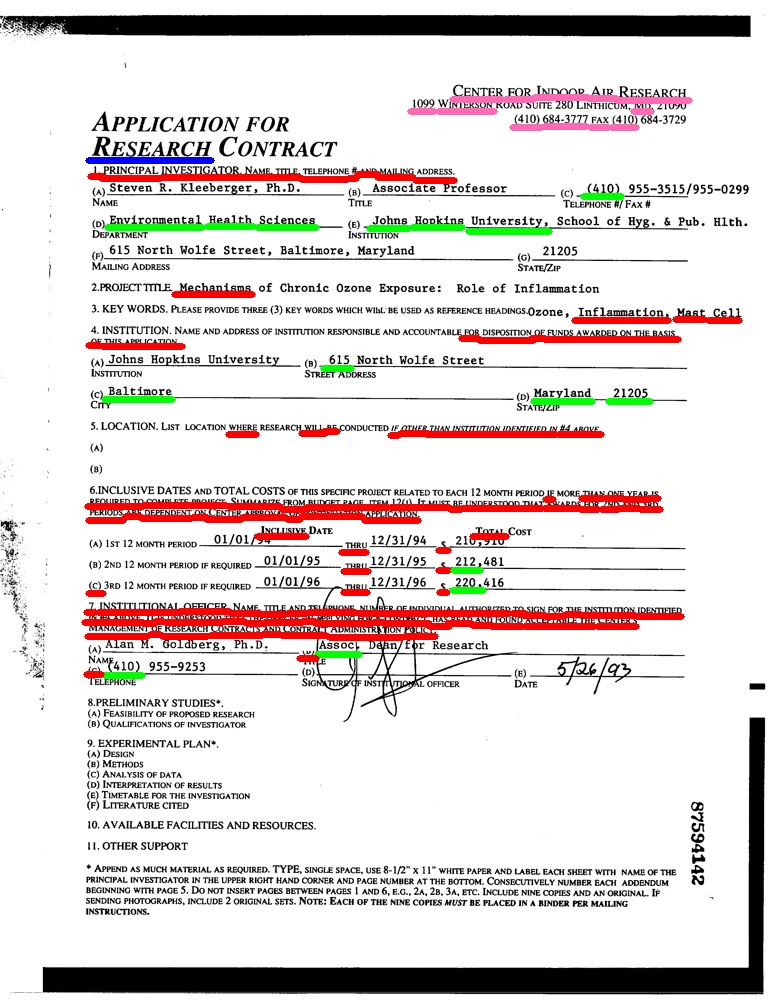 CENTER FOR INDOOR AIR RESEARCH
1099 WINTERSON ROAD SUITE 280 LINTHICUM, MD, 21090
(410) 684-3777 FAX (410) 684-3729
APPLICATION FOR
RESEARCH CONTRACT
1. PRINCIPAL INVESTIGATOR. NAME, TITLE, TELEPHONE # AND MAILING ADDRESS.
(A) Steven R. Kleeberger, Ph.D. (B) Associate Professor (C) (410) 955-3515/955-0299
NAME TITLE TELEPHONE #/ FAX #
(D) Environmental Health Sciences (E) Johns Hopkins University, School of Hyg. & Pub. Hlth.
DEPARTMENT INSTITUTION
(F) 615 North Wolfe Street, Baltimore, Maryland (G) 21205
MAILING ADDRESS STATE/ZIP
2.PROJECT TITLE. Mechanisms of Chronic Ozone Exposure: Role of Inflammation
3. KEY WORDS. PLEASE PROVIDE THREE (3) KEY WORDS WHICH WILL BE USED AS REFERENCE HEADINGS. Ozone, Inflammation, Mast Cell
4. INSTITUTION. NAME AND ADDRESS OF INSTITUTION RESPONSIBLE AND ACCOUNTABLE FOR DISPOSITION OF FUNDS AWARDED ON THE BASIS
OF THIS APPLICATION.
(A) Johns Hopkins University (B) 615 North Wolfe Street
INSTITUTION STREET ADDRESS
(C) Baltimore (D) Maryland 21205
CITY STATE/ZIP
5. LOCATION. LIST LOCATION WHERE RESEARCH WILL BE CONDUCTED IF OTHER THAN INSTITUTION IDENTIFIED IN #4 ABOVE.
(A)
(B)
6.INCLUSIVE DATES AND TOTAL COSTS OF THIS SPECIFIC PROJECT RELATED TO EACH 12 MONTH PERIOD IF MORE THAN ONE YEAR IS
REQUIRED TO COMPLETE PROJECT. SUMMARIZE FROM BUDGET PAGE, ITEM 12(I). IT MUST BE UNDERSTOOD THAT AWARDS FOR 2ND AND 3RD
PERIODS ARE DEPENDENT ON CENTER APPROVAL OF CONTINUATION APPLICATION.
INCLUSIVE DATE TOTAL COST
(A) 1ST 12 MONTH PERIOD 01/01/94 THRU 12/31/94 $ 210,910
(B) 2ND 12 MONTH PERIOD IF REQUIRED 01/01/95 THRU 12/31/95 $ 212,481
(C) 3RD 12 MONTH PERIOD IF REQUIRED 01/01/96 THRU 12/31/96 $ 220,416
7. INSTITUTIONAL OFFICER. NAME, TITLE AND TELEPHONE NUMBER OF INDIVIDUAL AUTHORIZED TO SIGN FOR THE INSTITUTION IDENTIFIED
IN #4 ABOVE. IT IS UNDERSTOOD THAT THE OFFICER, IN APPLYING FOR A CONTRACT, HAS READ AND FOUND ACCEPTABLE THE CENTER'S
MANAGEMENT OF RESEARCH CONTRACTS AND CONTRACT ADMINISTRATION POLICY.
(A) Alan M. Goldberg, Ph.D. (B) Assoc. Dean for Research
NAME TITLE
(C) (410) 955-9253 (D) (E) 5/26/93
TELEPHONE SIGNATURE OF INSTITUTIONAL OFFICER DATE
8.PRELIMINARY STUDIES*.
(A) FEASIBILITY OF PROPOSED RESEARCH
(B) QUALIFICATIONS OF INVESTIGATOR
9. EXPERIMENTAL PLAN*.
(A) DESIGN
(B) METHODS
(C) ANALYSIS OF DATA
(D) INTERPRETATION OF RESULTS
(E) TIMETABLE FOR THE INVESTIGATION
(F) LITERATURE CITED
10. AVAILABLE FACILITIES AND RESOURCES.
11. OTHER SUPPORT
* APPEND AS MUCH MATERIAL AS REQUIRED. TYPE, SINGLE SPACE, USE 8-1/2" X 11" WHITE PAPER AND LABEL EACH SHEET WITH NAME OF THE
PRINCIPAL INVESTIGATOR IN THE UPPER RIGHT HAND CORNER AND PAGE NUMBER AT THE BOTTOM. CONSECUTIVELY NUMBER EACH ADDENDUM
BEGINNING WITH PAGE 5. DO NOT INSERT PAGES BETWEEN PAGES 1 AND 6, E.G., 2A, 2B, 3A, ETC. INCLUDE NINE COPIES AND AN ORIGINAL. IF
SENDING PHOTOGRAPHS, INCLUDE 2 ORIGINAL SETS. NOTE: EACH OF THE NINE COPIES MUST BE PLACED IN A BINDER PER MAILING
INSTRUCTIONS.
87594142